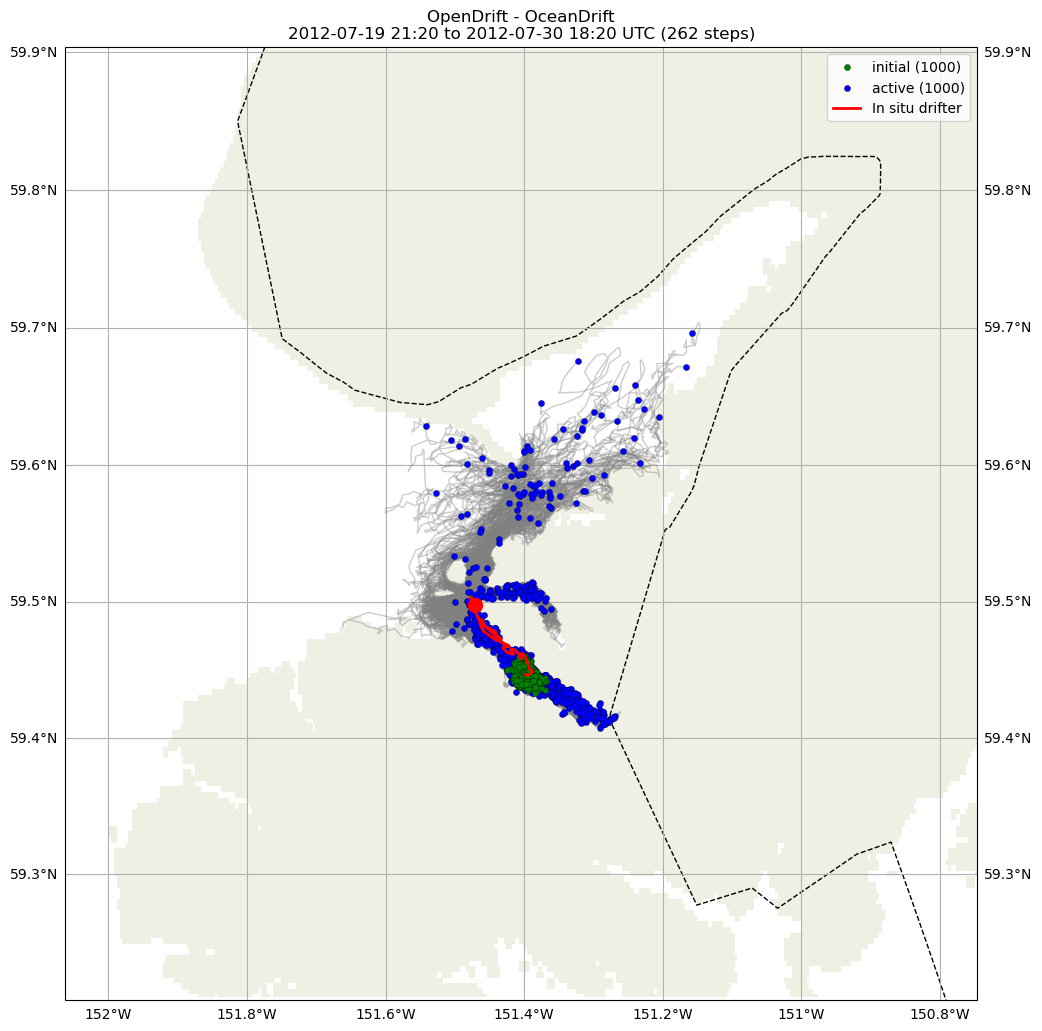 OpenDrift - OceanDrift
2012-07-19 21:20 to 2012-07-30 18:20 UTC (262 steps)
initial (1000)
active (1000)
In situ drifter
59.9°N 59.9°N
59.8°N 59.8°N
59.7°N 59.7°N
59.6°N 59.6°N
59.5°N 59.5°N
59.4°N 59.4°N
59.3°N 59.3°N
152°W 151.8°W 151.6°W 151.4°W 151.2°W 151°W 150.8°W